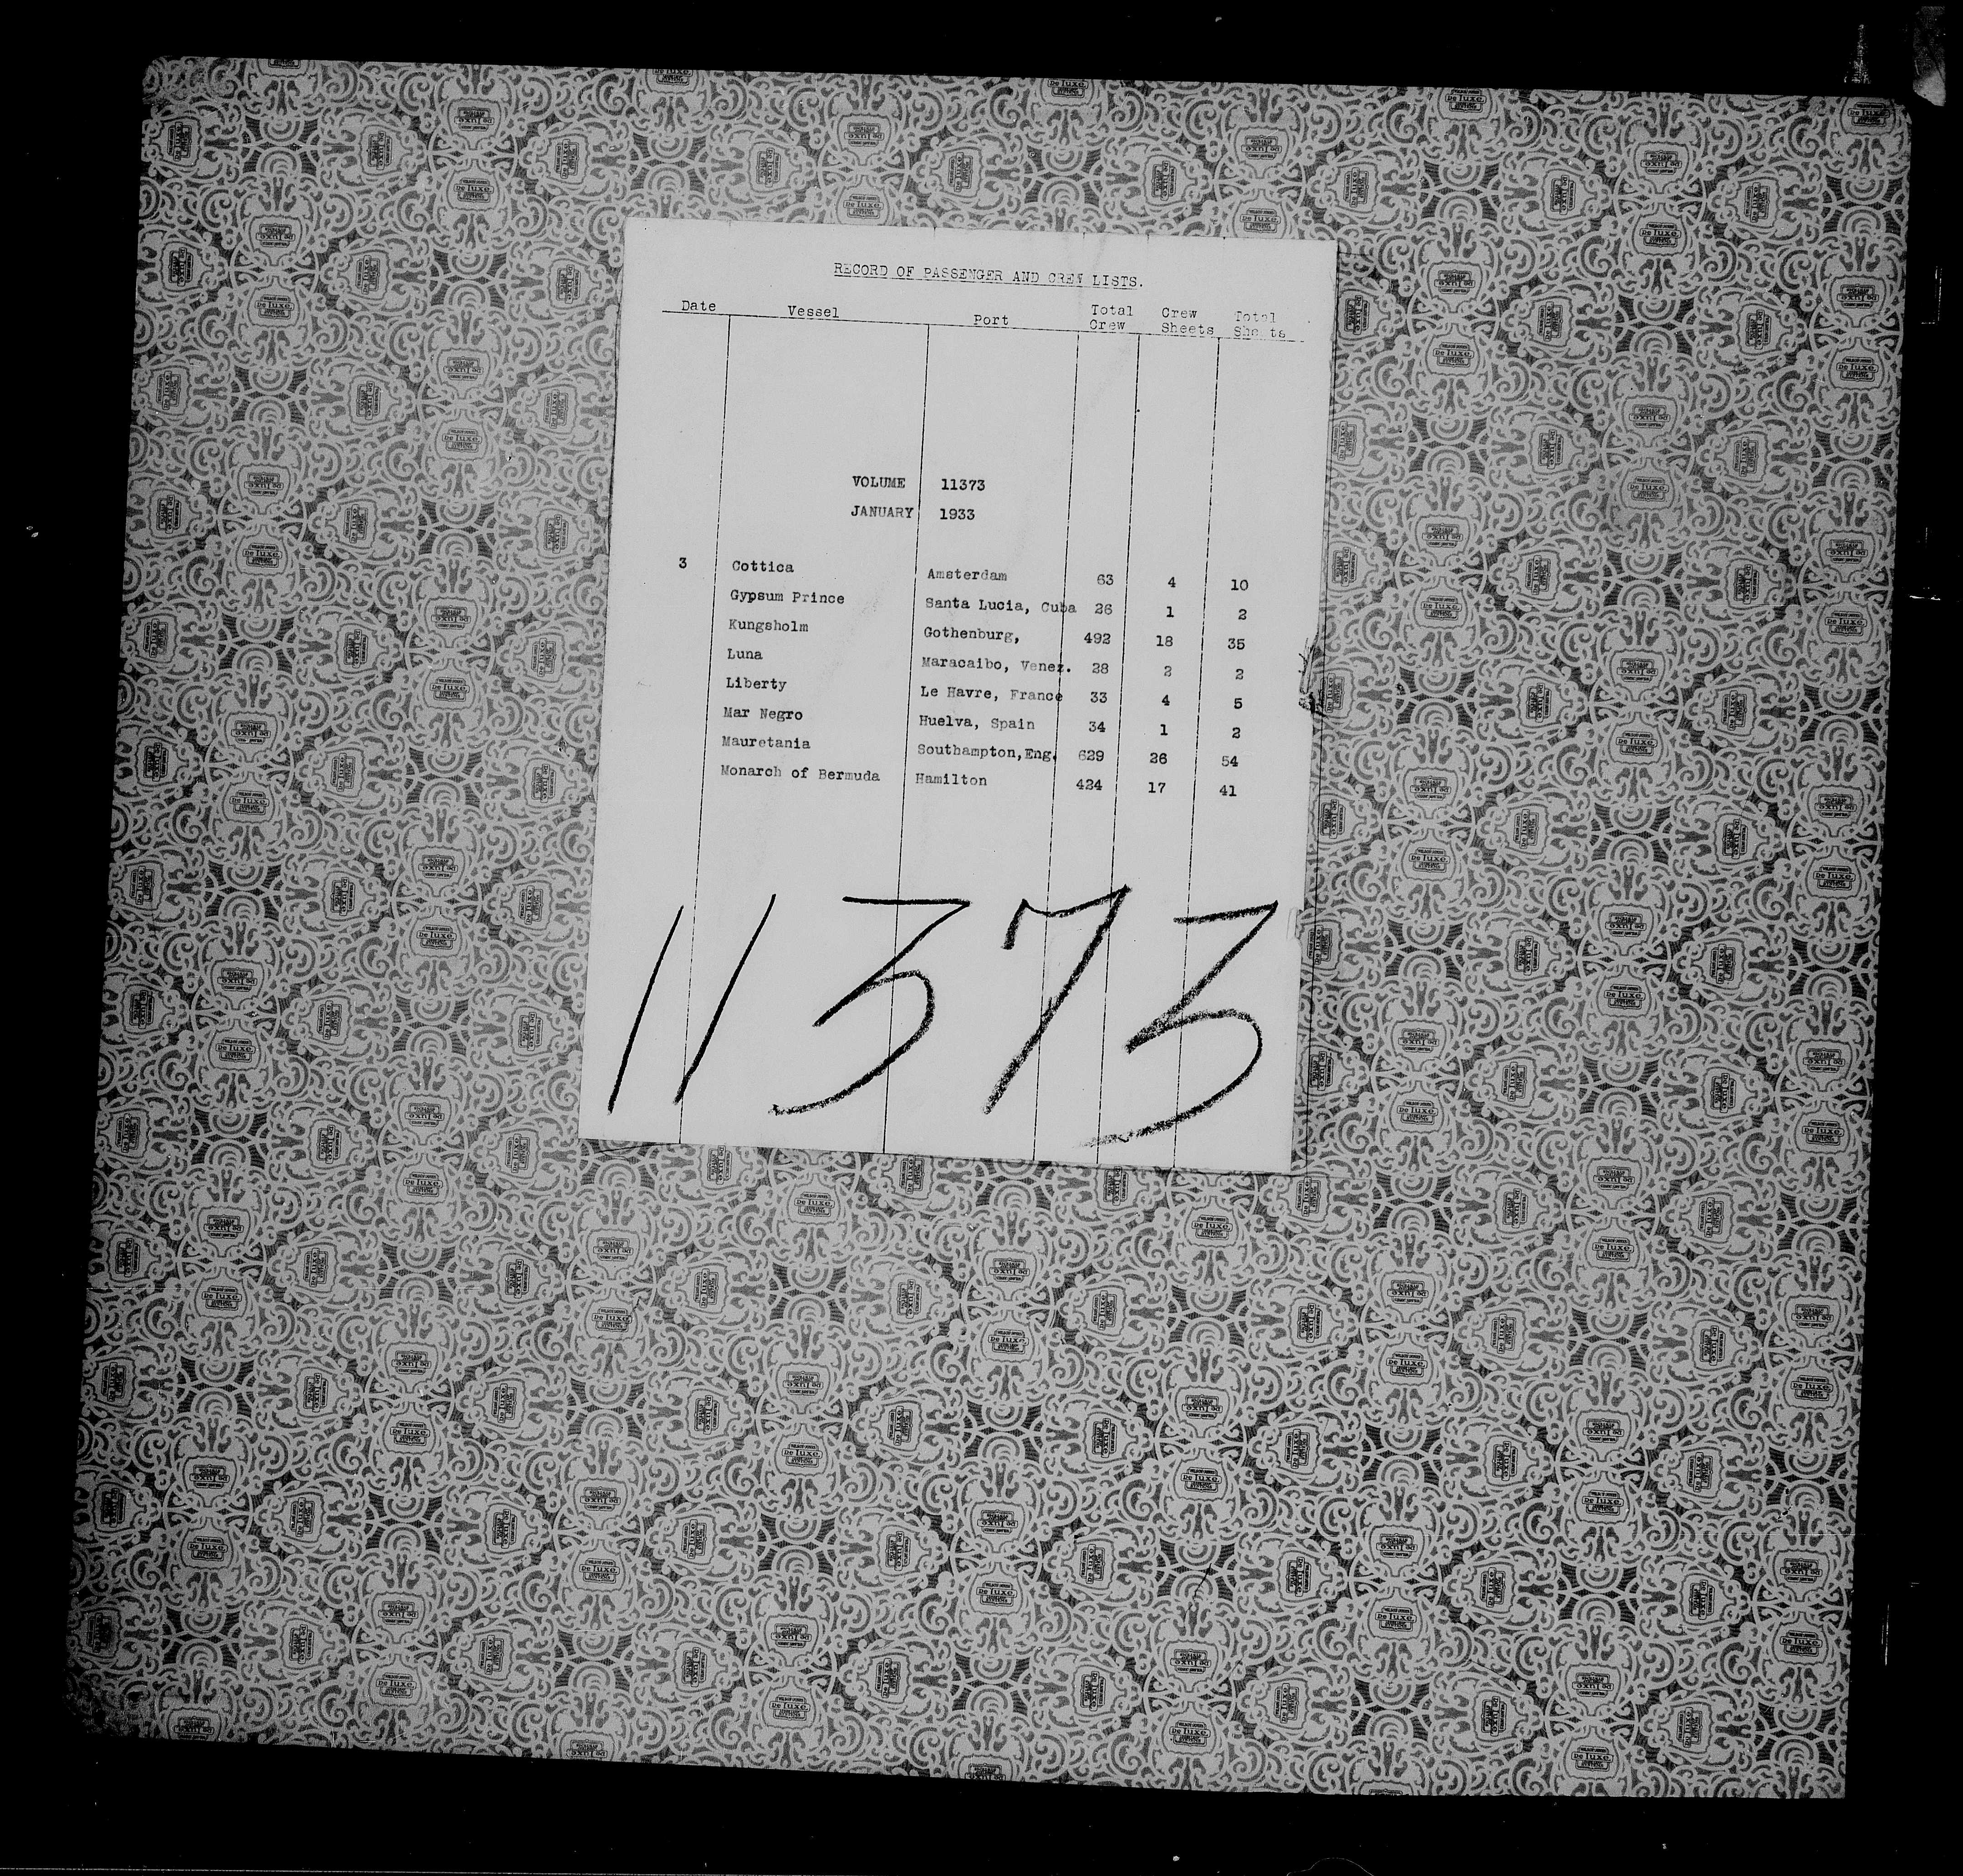 RECORD OF PASSENGER AND CREW LISTS.
Date Vessel Port Total Crew Crew Sheets Total Sheets
VOLUME 11373
JANUARY 1933
3 Cottica Amsterdam 63 4 10
Gypsum Prince Santa Lucia, Cuba 26 1 2
Kungsholm Gothenburg, 492 18 35
Luna Maracaibo, Venez. 28 2 2
Liberty Le Havre, France 33 4 5
Mar Negro Huelva, Spain 34 1 2
Mauretania Southampton,Eng. 629 26 54
Monarch of Bermuda Hamilton 424 17 41
11373
De Luxe